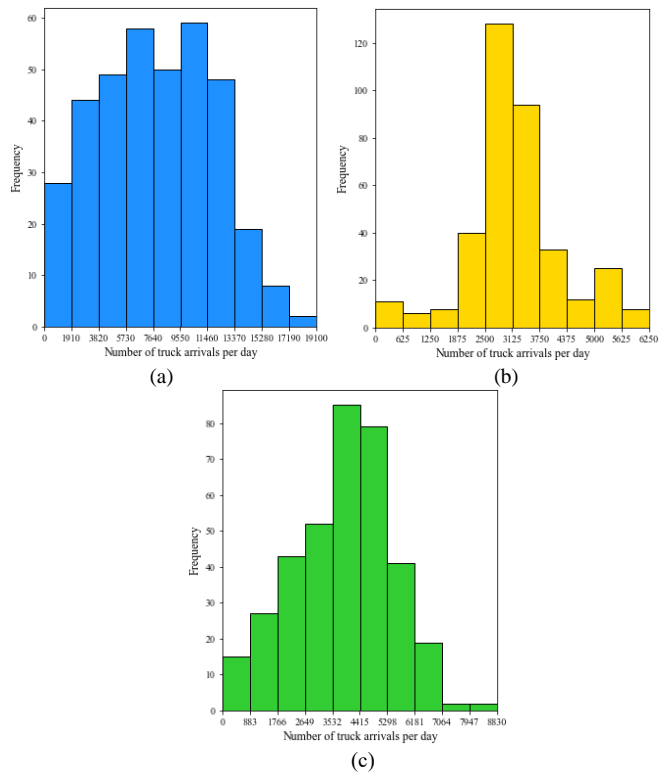 60
50
40
30
20
10
0
Frequency
0 1910 3820 5730 7640 9550 11460 13370 15280 17190 19100
Number of truck arrivals per day
(a)
120
100
80
60
40
20
0
Frequency
0 625 1250 1875 2500 3125 3750 4375 5000 5625 6250
Number of truck arrivals per day
(b)
80
70
60
50
40
30
20
10
0
Frequency
0 883 1766 2649 3532 4415 5298 6181 7064 7947 8830
Number of truck arrivals per day
(c)